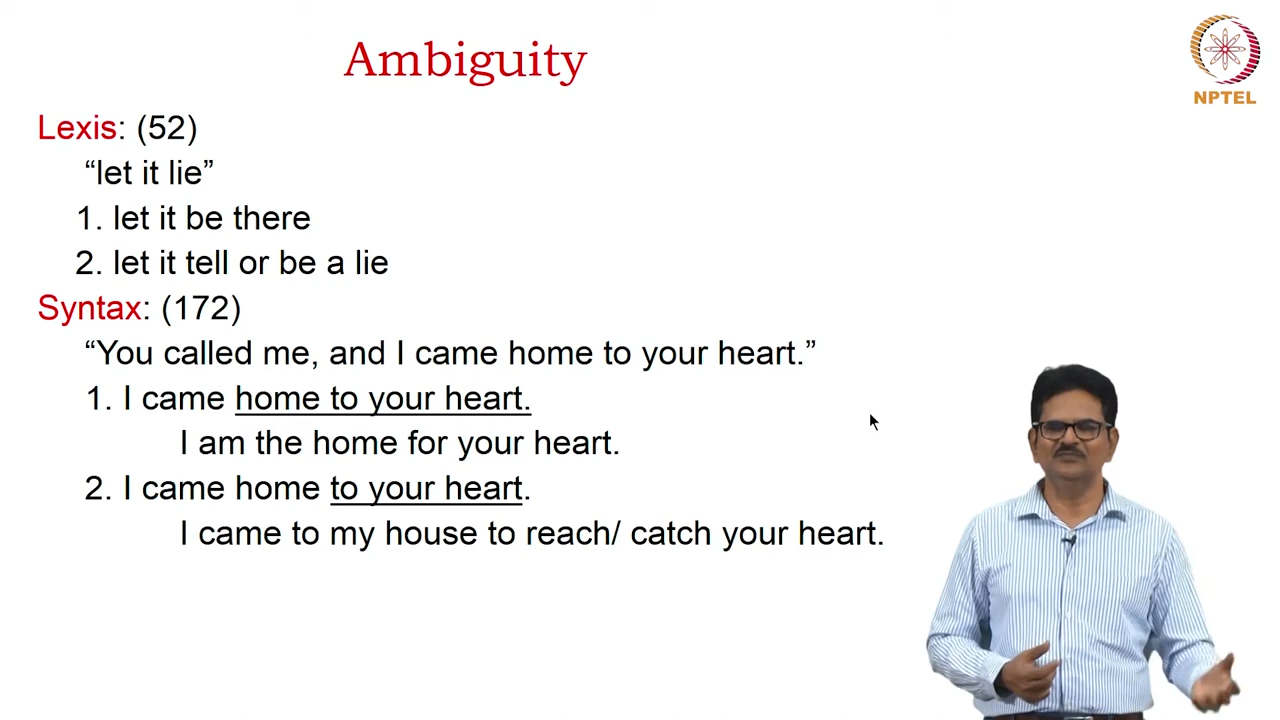 Ambiguity
NPTEL
Lexis: (52)
“let it lie”
1. let it be there
2. let it tell or be a lie
Syntax: (172)
“You called me, and I came home to your heart.”
1. I came home to your heart.
I am the home for your heart.
2. I came home to your heart.
I came to my house to reach/ catch your heart.